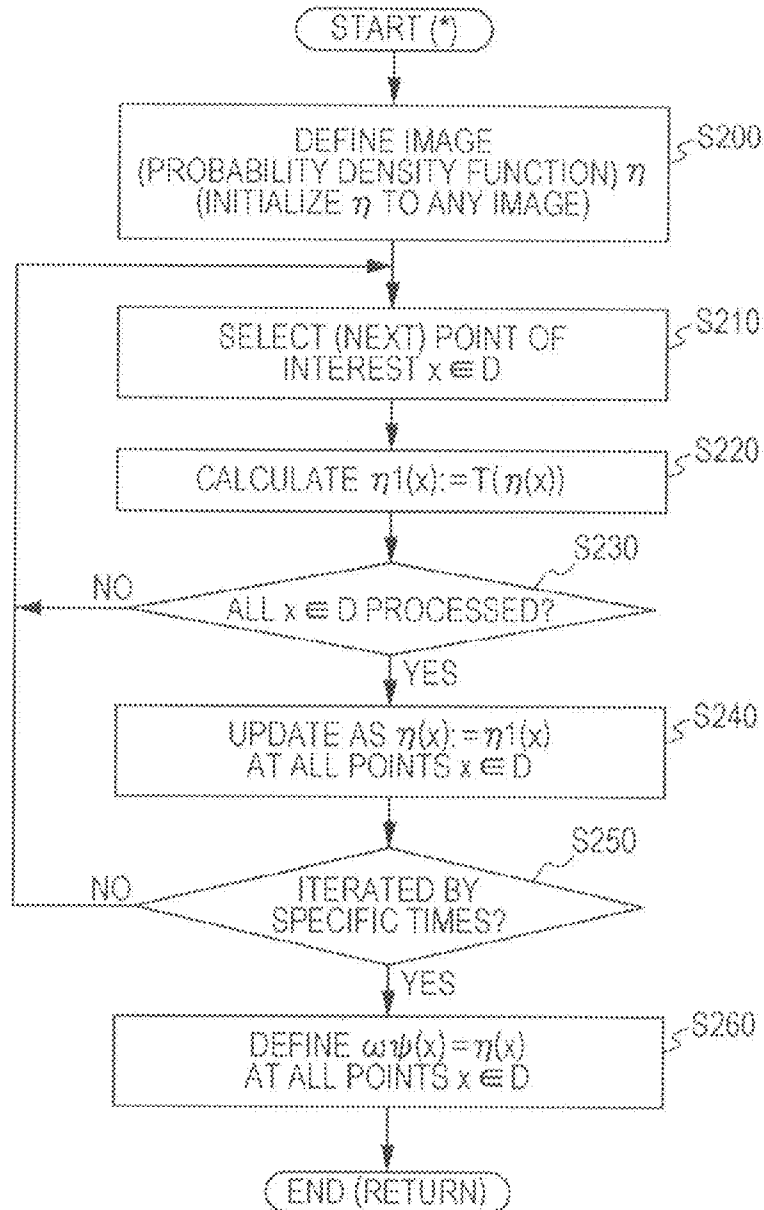 START (*)
DEFINE IMAGE
(PROBABILITY DENSITY FUNCTION) η
(INITIALIZE η TO ANY IMAGE)
S200
SELECT (NEXT) POINT OF
INTEREST x ∈ D
S210
CALCULATE η1(x):=T(η(x))
S220
ALL x ∈ D PROCESSED?
S230
NO
YES
UPDATE AS η(x):=η1(x)
AT ALL POINTS x ∈ D
S240
ITERATED BY
SPECIFIC TIMES?
S250
NO
YES
DEFINE ωψ(x)=η(x)
AT ALL POINTS x ∈ D
S260
END (RETURN)